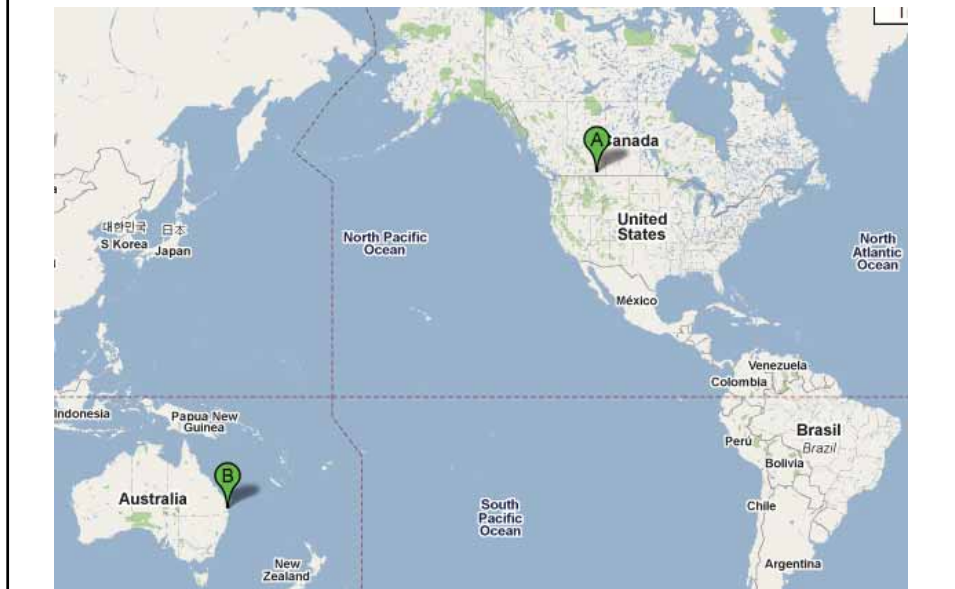 A
Canada
United
States
대한민국
日本
S Korea
Japan
North Pacific
Ocean
North
Atlantic
Ocean
México
Venezuela
Colombia
Indonesia
Papua New
Guinea
Brasil
Brazil
Perú
Bolivia
B
Australia
South
Pacific
Ocean
Chile
New
Zealand
Argentina